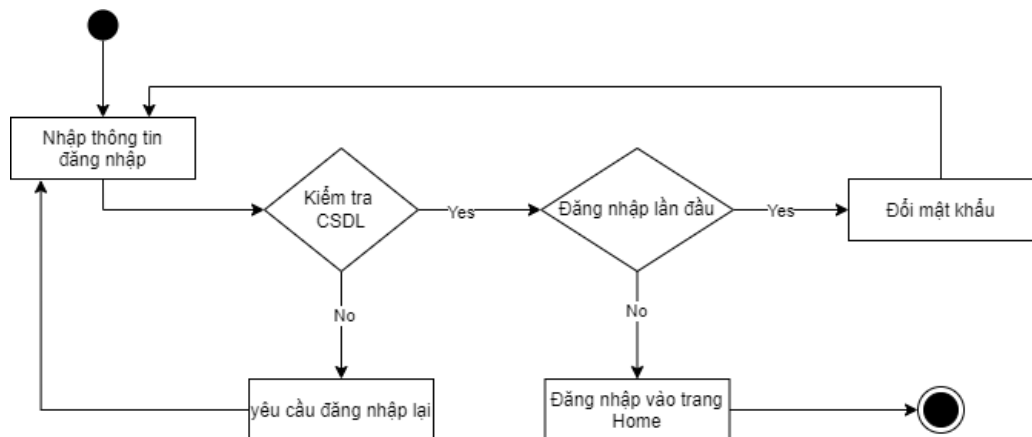 Nhập thông tin
đăng nhập
Kiểm tra
CSDL
Yes
Đăng nhập lần đầu
Yes
Đổi mật khẩu
No
No
yêu cầu đăng nhập lại
Đăng nhập vào trang
Home